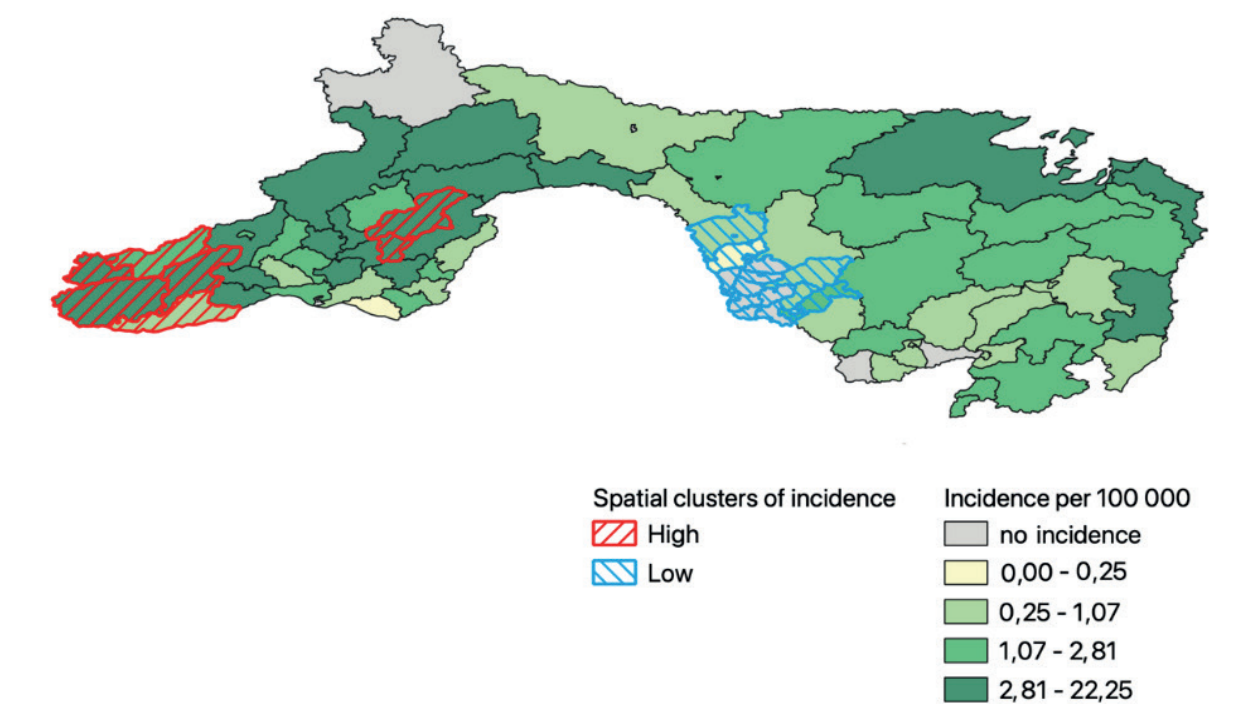 Spatial clusters of incidence
High
Low
Incidence per 100 000
no incidence
0,00 - 0,25
0,25 - 1,07
1,07 - 2,81
2,81 - 22,25